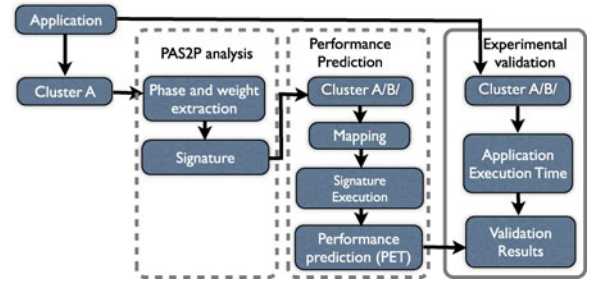 Application
Cluster A
PAS2P analysis
Phase and weight
extraction
Signature
Performance
Prediction
Cluster A/B/
Mapping
Signature
Execution
Performance
prediction (PET)
Experimental
validation
Cluster A/B/
Application
Execution Time
Validation
Results